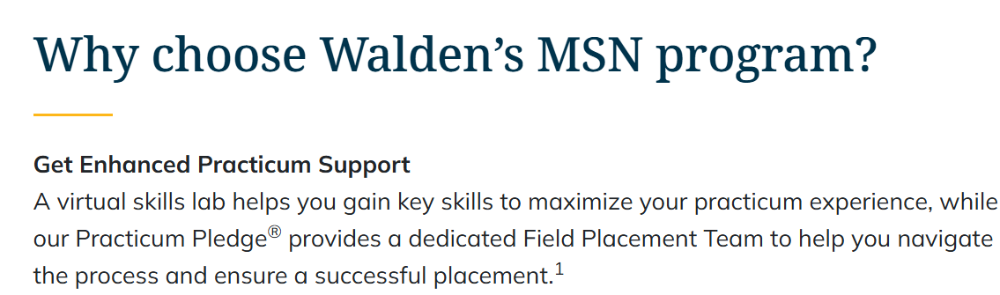 Why choose Walden’s MSN program?
Get Enhanced Practicum Support
A virtual skills lab helps you gain key skills to maximize your practicum experience, while
our Practicum Pledge® provides a dedicated Field Placement Team to help you navigate
the process and ensure a successful placement.¹